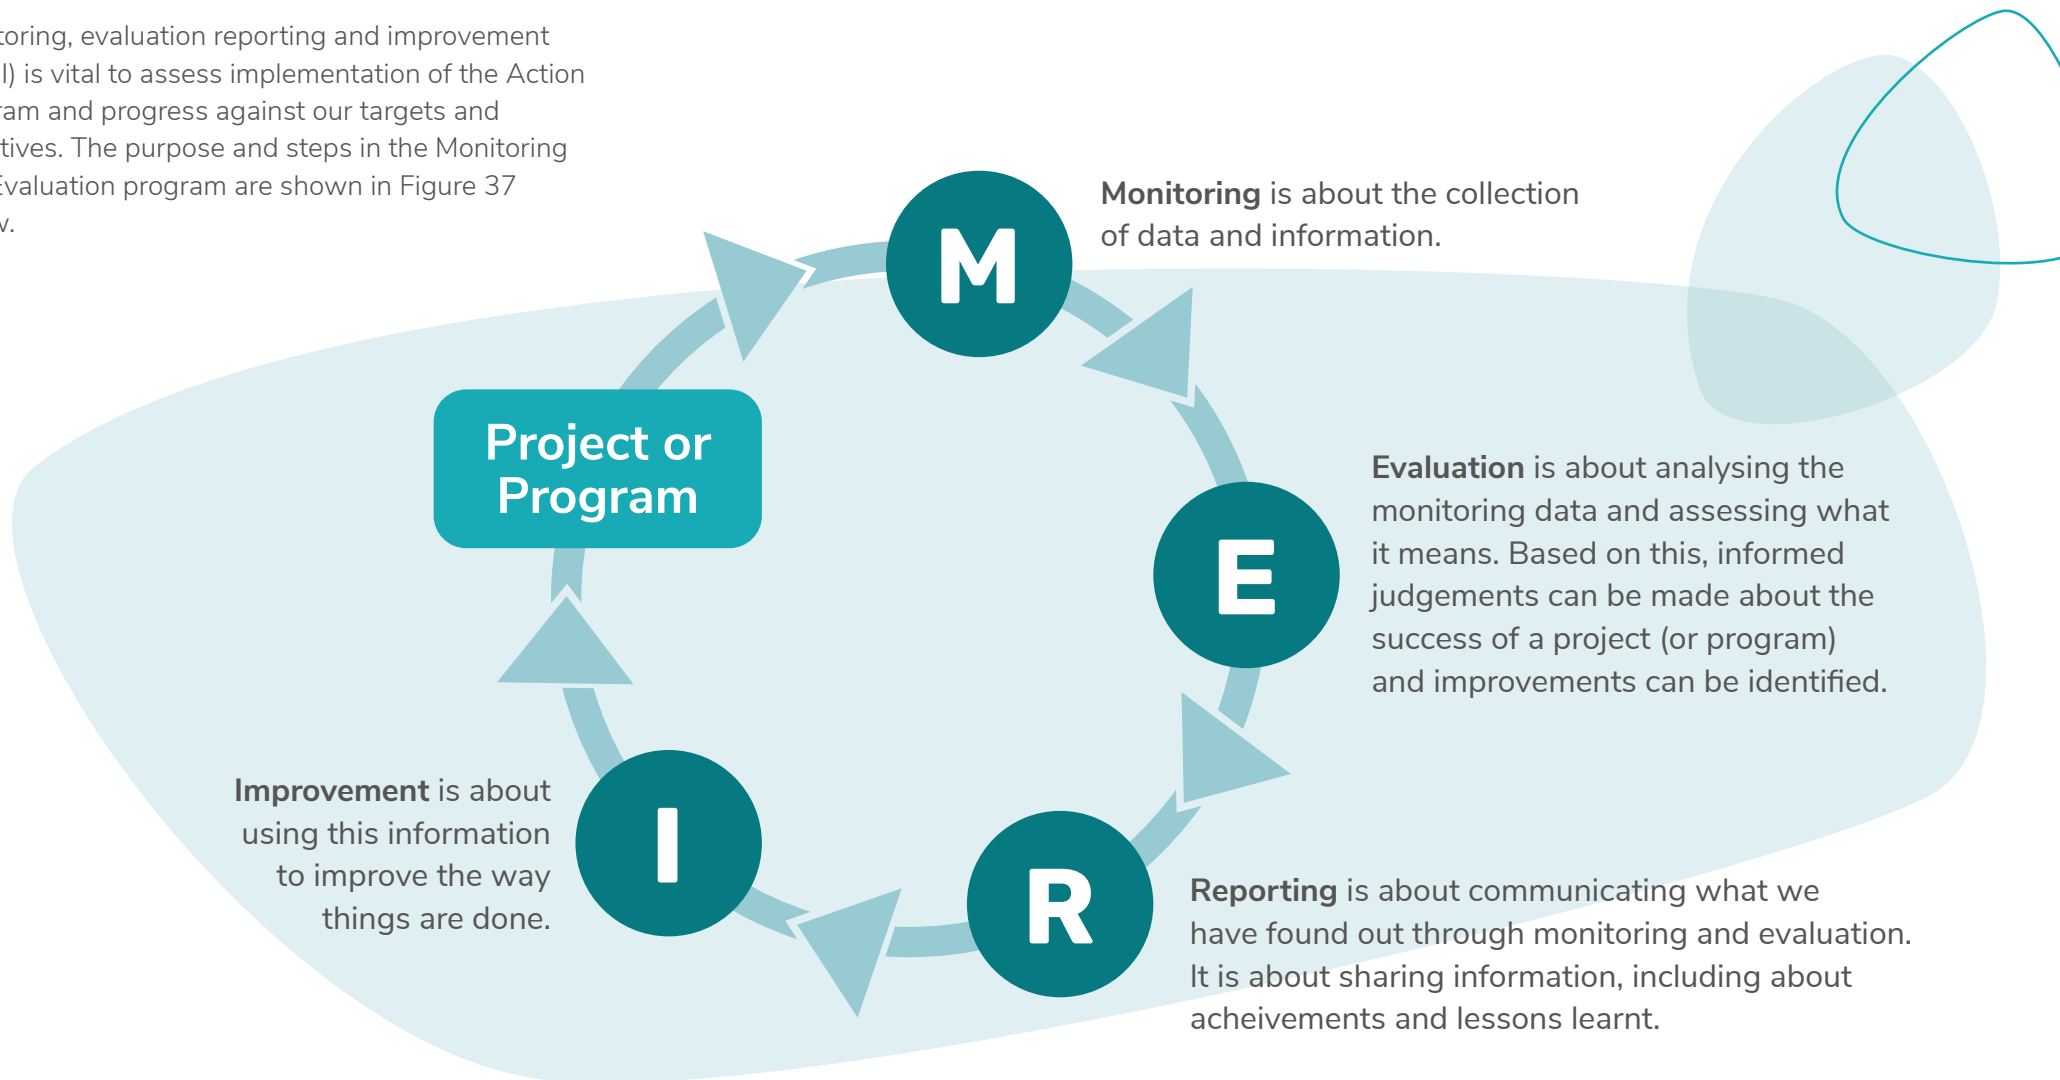 toring, evaluation reporting and improvement
I) is vital to assess implementation of the Action
ram and progress against our targets and
tives. The purpose and steps in the Monitoring
Evaluation program are shown in Figure 37
w.
M
Monitoring is about the collection
of data and information.
Project or
Program
E
Evaluation is about analysing the
monitoring data and assessing what
it means. Based on this, informed
judgements can be made about the
success of a project (or program)
and improvements can be identified.
I
Improvement is about
using this information
to improve the way
things are done.
R
Reporting is about communicating what we
have found out through monitoring and evaluation.
It is about sharing information, including about
acheivements and lessons learnt.